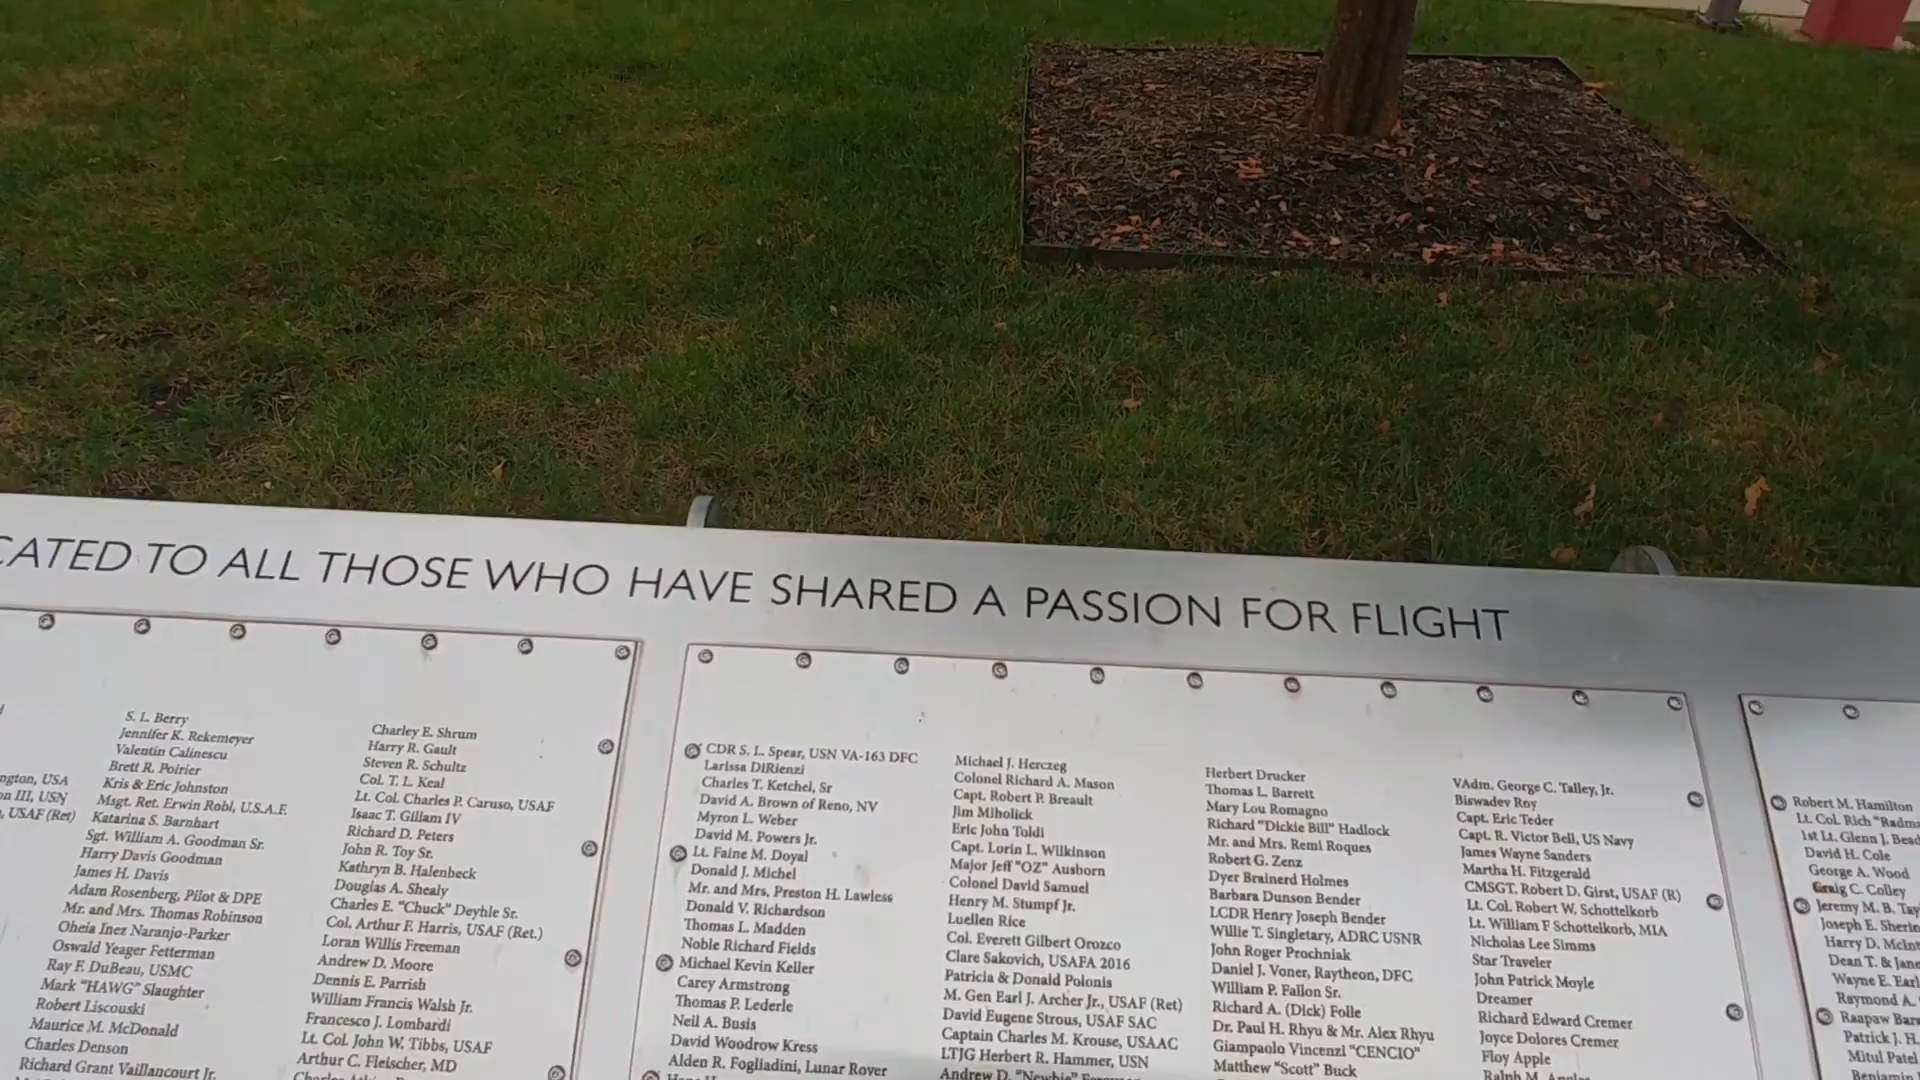 CATED TO ALL THOSE WHO HAVE SHARED A PASSION FOR FLIGHT
ngton, USA
on III, USN
, USAF (Ret)
S. L. Berry
Jennifer K. Rekemeyer
Valentin Calinescu
Brett R. Poirier
Kris & Eric Johnston
Msgt. Ret. Erwin Robl, U.S.A.F.
Katarina S. Barnhart
Sgt. William A. Goodman Sr.
Harry Davis Goodman
James H. Davis
Adam Rosenberg, Pilot & DPE
Mr. and Mrs. Thomas Robinson
Oheia Inez Naranjo-Parker
Oswald Yeager Fetterman
Ray F. DuBeau, USMC
Mark "HAWG" Slaughter
Robert Liscouski
Maurice M. McDonald
Charles Denson
Richard Grant Vaillancourt Jr.
Charley E. Shrum
Harry R. Gault
Steven R. Schultz
Col. T. L. Keal
Lt. Col. Charles P. Caruso, USAF
Isaac T. Gillam IV
Richard D. Peters
John R. Toy Sr.
Kathryn B. Halenbeck
Douglas A. Shealy
Charles E. "Chuck" Deyhle Sr.
Col. Arthur F. Harris, USAF (Ret.)
Loran Willis Freeman
Andrew D. Moore
Dennis E. Parrish
William Francis Walsh Jr.
Francesco J. Lombardi
Lt. Col. John W. Tibbs, USAF
Arthur C. Fleischer, MD
CDR S. L. Spear, USN VA-163 DFC
Larissa DiRienzi
Charles T. Ketchel, Sr
David A. Brown of Reno, NV
Myron L. Weber
David M. Powers Jr.
Lt. Faine M. Doyal
Donald J. Michel
Mr. and Mrs. Preston H. Lawless
Donald V. Richardson
Thomas L. Madden
Noble Richard Fields
Michael Kevin Keller
Carey Armstrong
Thomas P. Lederle
Neil A. Busis
David Woodrow Kress
Alden R. Fogliadini, Lunar Rover
Michael J. Herczeg
Colonel Richard A. Mason
Capt. Robert P. Breault
Jim Miholick
Eric John Toldi
Capt. Lorin L. Wilkinson
Major Jeff "OZ" Ausborn
Colonel David Samuel
Henry M. Stumpf Jr.
Luellen Rice
Col. Everett Gilbert Orozco
Clare Sakovich, USAFA 2016
Patricia & Donald Polonis
M. Gen Earl J. Archer Jr., USAF (Ret)
David Eugene Strous, USAF SAC
Captain Charles M. Krouse, USAAC
LTJG Herbert R. Hammer, USN
Andrew D. "Newbie"
Herbert Drucker
Thomas L. Barrett
Mary Lou Romagno
Richard "Dickie Bill" Hadlock
Mr. and Mrs. Remi Roques
Robert G. Zenz
Dyer Brainerd Holmes
Barbara Dunson Bender
LCDR Henry Joseph Bender
Willie T. Singletary, ADRC USNR
John Roger Prochniak
Daniel J. Voner, Raytheon, DFC
William P. Fallon Sr.
Richard A. (Dick) Folle
Dr. Paul H. Rhyu & Mr. Alex Rhyu
Giampaolo Vincenzi "CENCIO"
Matthew "Scott" Buck
VAdm. George C. Talley, Jr.
Biswadev Roy
Capt. Eric Teder
Capt. R. Victor Bell, US Navy
James Wayne Sanders
Martha H. Fitzgerald
CMSGT. Robert D. Girst, USAF (R)
Lt. Col. Robert W. Schottelkorb
Lt. William F Schottelkorb, MIA
Nicholas Lee Simms
Star Traveler
John Patrick Moyle
Dreamer
Richard Edward Cremer
Joyce Dolores Cremer
Floy Apple
Robert M. Hamilton
Lt. Col. Rich "Radma
1st Lt. Glenn J. Bead
David H. Cole
George A. Wood
Craig C. Colley
Jeremy M. B. Tay
Joseph E. Sherin
Harry D. McInt
Dean T. & Jane
Wayne E. Earl
Raymond A.
Raapaw Bar
Patrick J. H
Mitul Patel
Benjamin